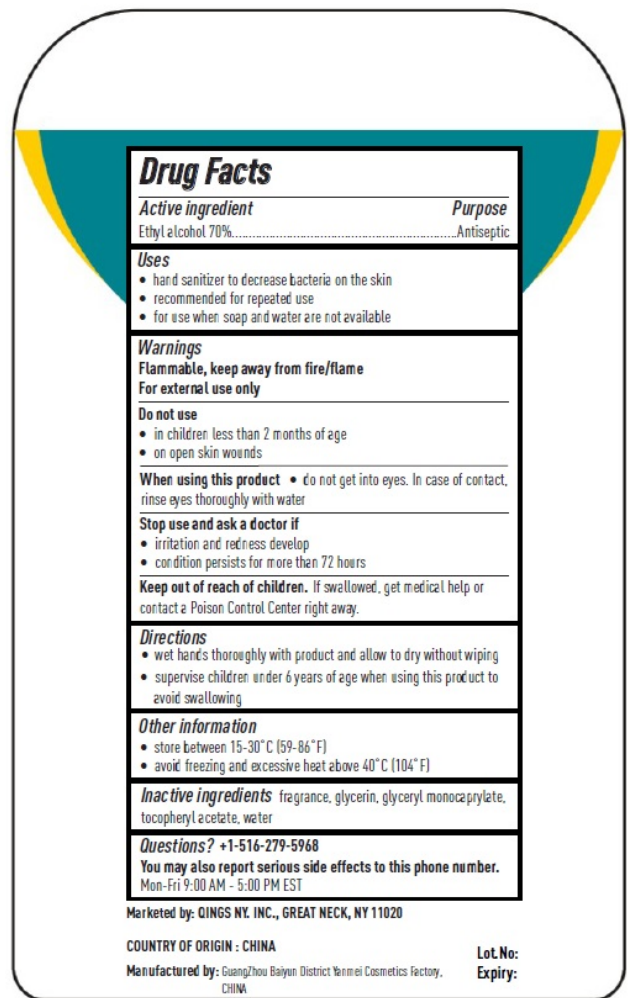 Drug Facts
Active ingredient Purpose
Ethyl alcohol 70%..................................................................Antiseptic
Uses
• hand sanitizer to decrease bacteria on the skin
• recommended for repeated use
• for use when soap and water are not available
Warnings
Flammable, keep away from fire/flame
For external use only
Do not use
• in children less than 2 months of age
• on open skin wounds
When using this product • do not get into eyes. In case of contact,
rinse eyes thoroughly with water
Stop use and ask a doctor if
• irritation and redness develop
• condition persists for more than 72 hours
Keep out of reach of children. If swallowed, get medical help or
contact a Poison Control Center right away.
Directions
• wet hands thoroughly with product and allow to dry without wiping
• supervise children under 6 years of age when using this product to
avoid swallowing
Other information
• store between 15-30°C (59-86°F)
• avoid freezing and excessive heat above 40°C (104°F)
Inactive ingredients fragrance, glycerin, glyceryl monocaprylate,
tocopheryl acetate, water
Questions? +1-516-279-5968
You may also report serious side effects to this phone number.
Mon-Fri 9:00 AM - 5:00 PM EST
Marketed by: QINGS NY. INC., GREAT NECK, NY 11020
COUNTRY OF ORIGIN : CHINA
Manufactured by: GuangZhou Baiyun District Yanmei Cosmetics Factory,
CHINA
Lot.No:
Expiry: